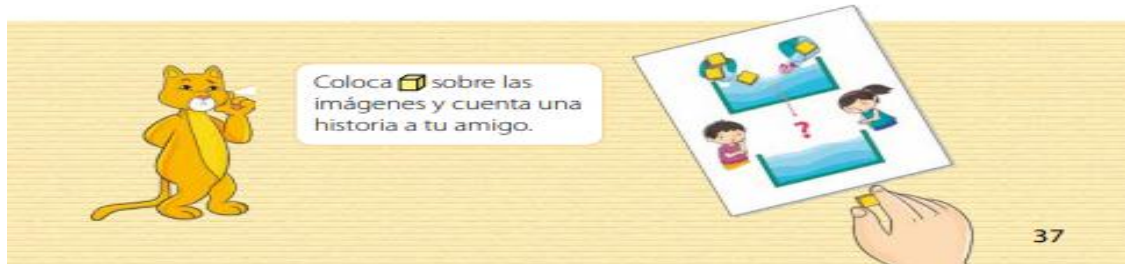 Coloca sobre las
imágenes y cuenta una
historia a tu amigo.
?
37